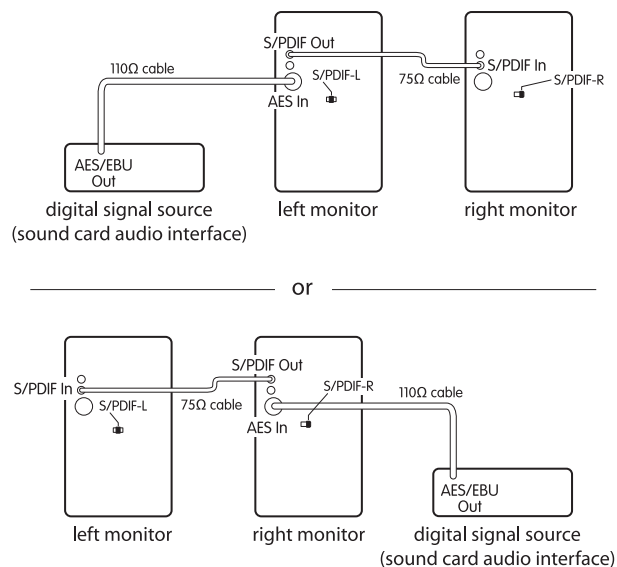 S/PDIF Out
110Ω cable
S/PDIF-L
AES In
75Ω cable
S/PDIF In
S/PDIF-R
AES/EBU
Out
digital signal source
(sound card audio interface)
left monitor
right monitor
or
S/PDIF Out
S/PDIF In
S/PDIF-L
75Ω cable
S/PDIF-R
110Ω cable
AES In
AES/EBU
Out
left monitor
right monitor
digital signal source
(sound card audio interface)